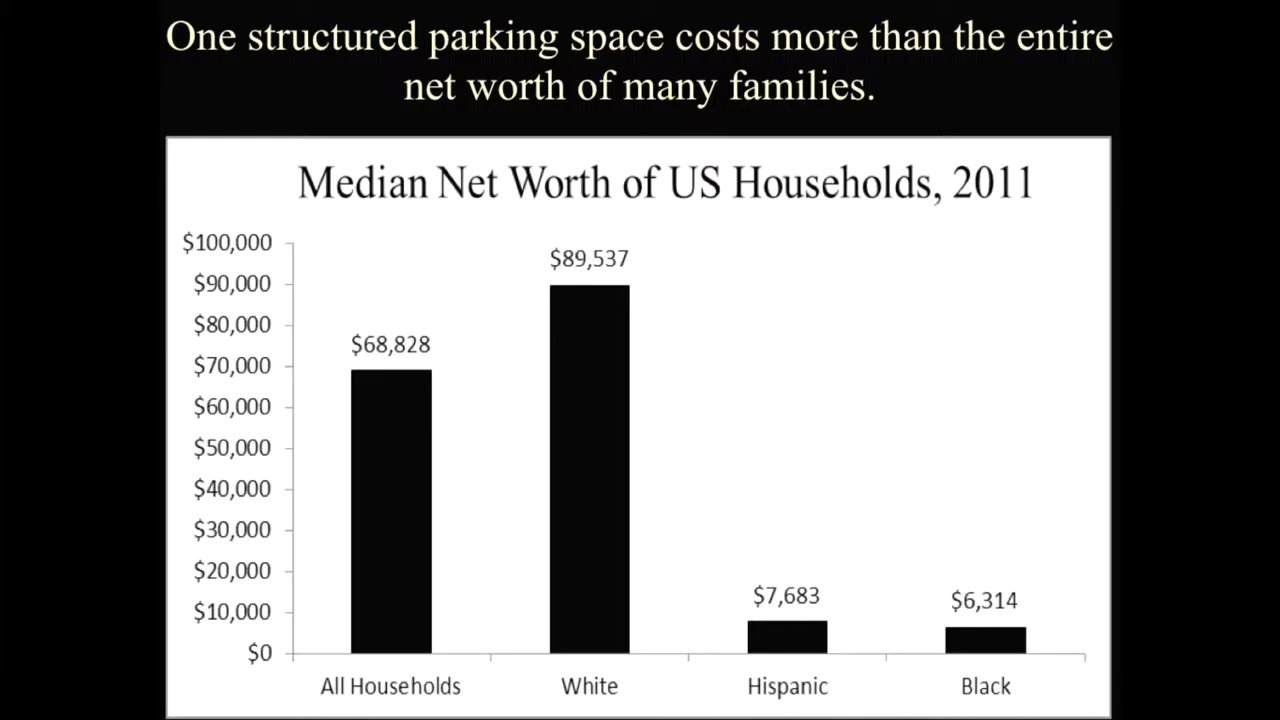 One structured parking space costs more than the entire
net worth of many families.
Median Net Worth of US Households, 2011
$100,000
$90,000
$80,000
$70,000
$60,000
$50,000
$40,000
$30,000
$20,000
$10,000
$0
$68,828
$89,537
$7,683
$6,314
All Households
White
Hispanic
Black